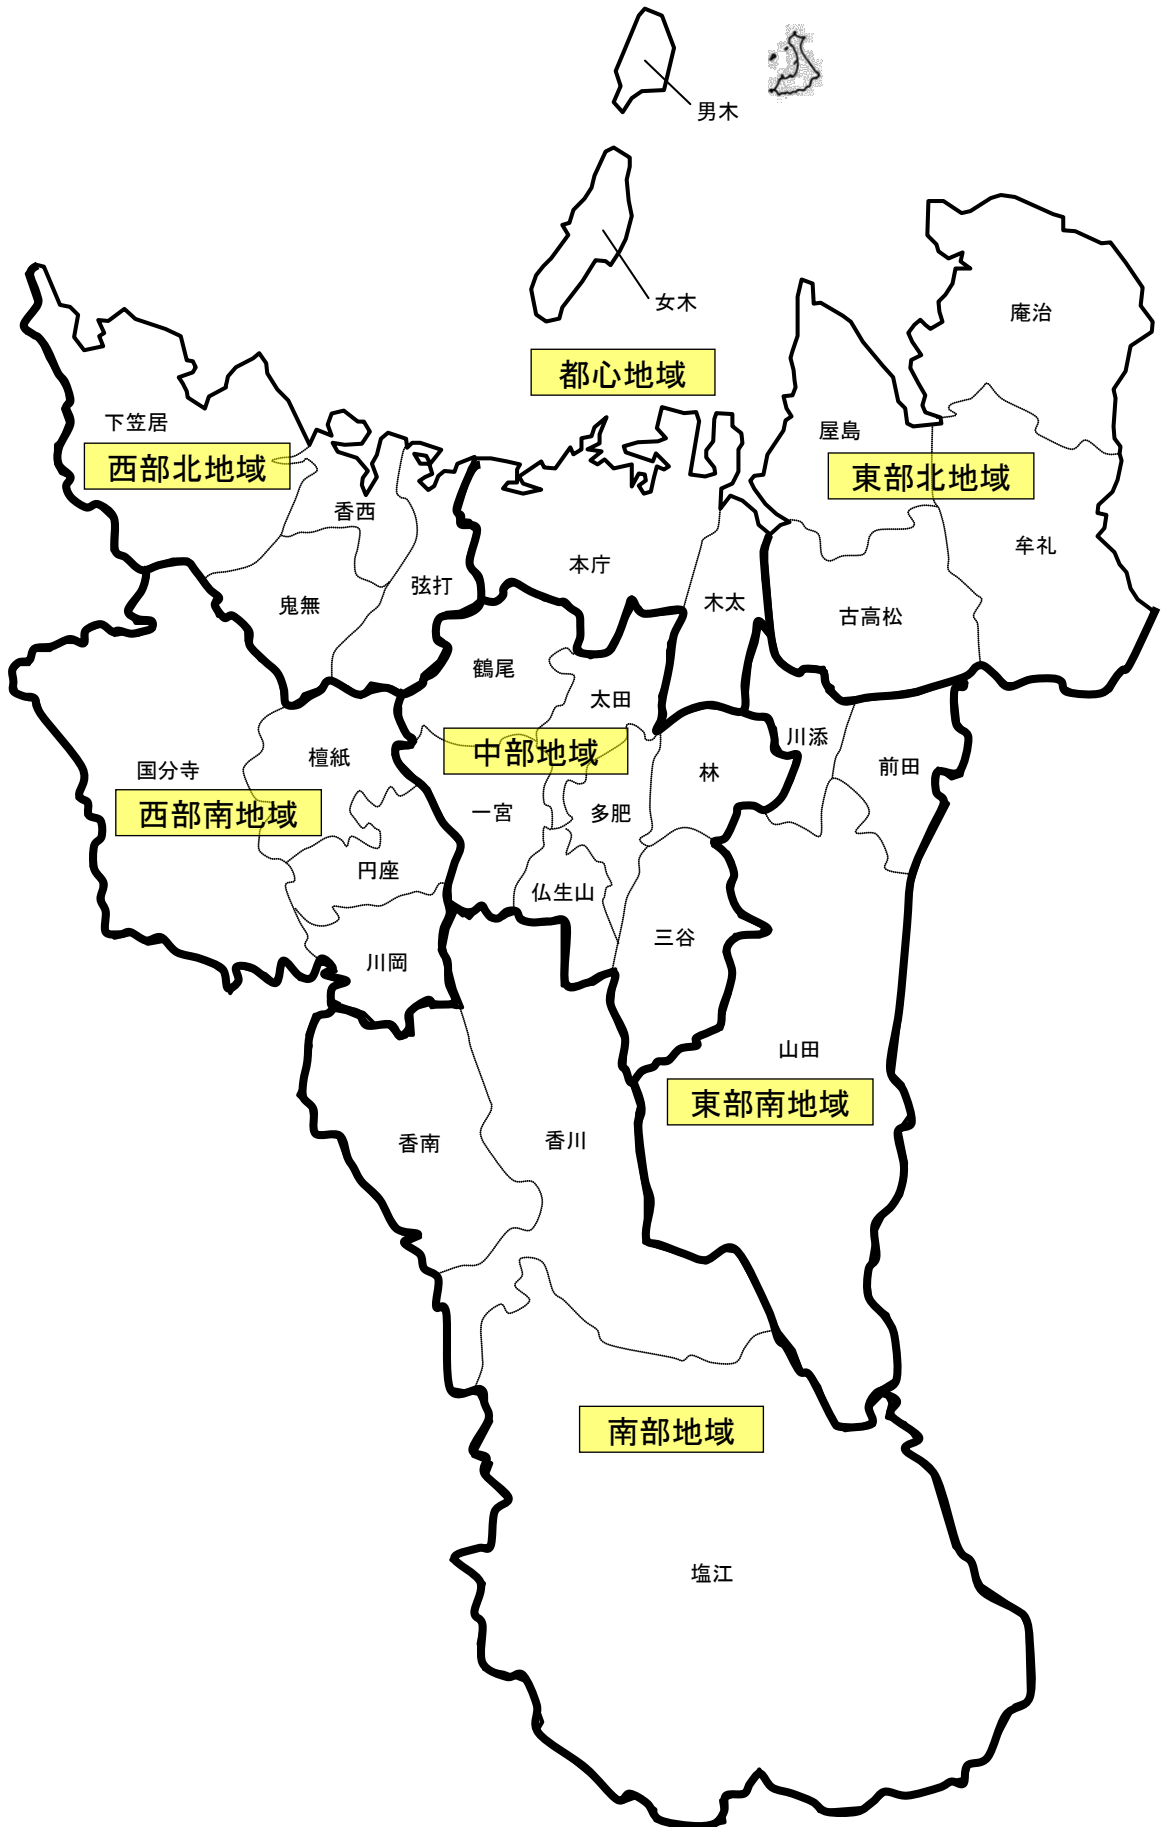 男木
女木
庵治
都心地域
下笠居
屋島
西部北地域
東部北地域
香西
牟礼
本庁
弦打
木太
鬼無
古高松
鶴尾
太田
川添
中部地域
檀紙
前田
国分寺
林
西部南地域
一宮
多肥
円座
仏生山
三谷
川岡
山田
東部南地域
香南
香川
南部地域
塩江